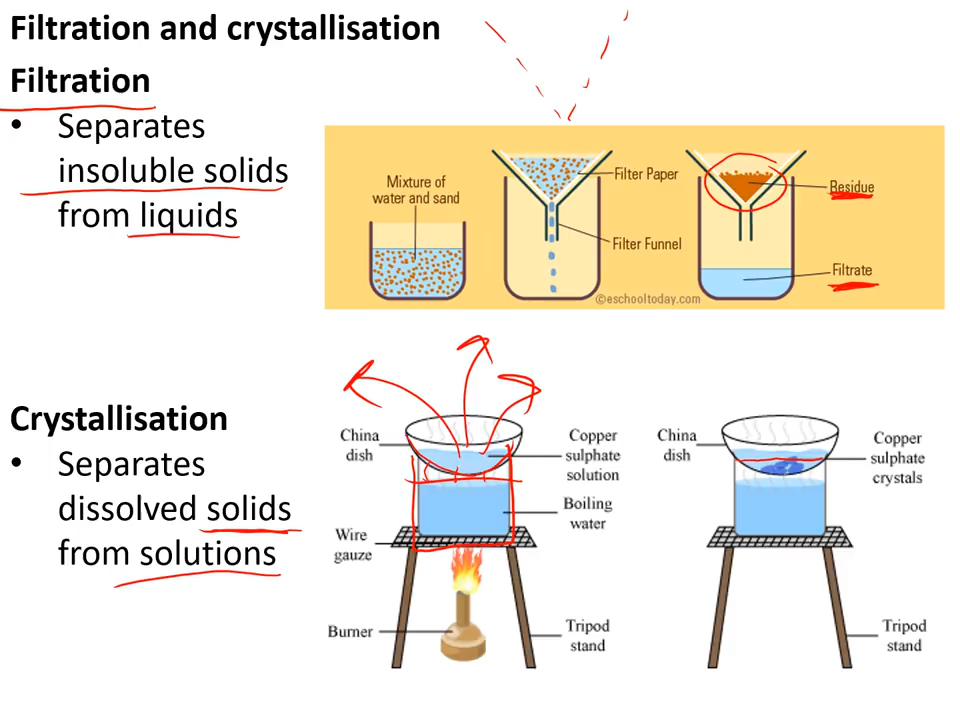 Filtration and crystallisation
Filtration
• Separates
insoluble solids
from liquids
Mixture of
water and sand
Filter Paper
Filter Funnel
Residue
Filtrate
©eschooltoday.com
Crystallisation
• Separates
dissolved solids
from solutions
China
dish
Copper
sulphate
solution
Boiling
water
Wire
gauze
Burner
Tripod
stand
China
dish
Copper
sulphate
crystals
Tripod
stand